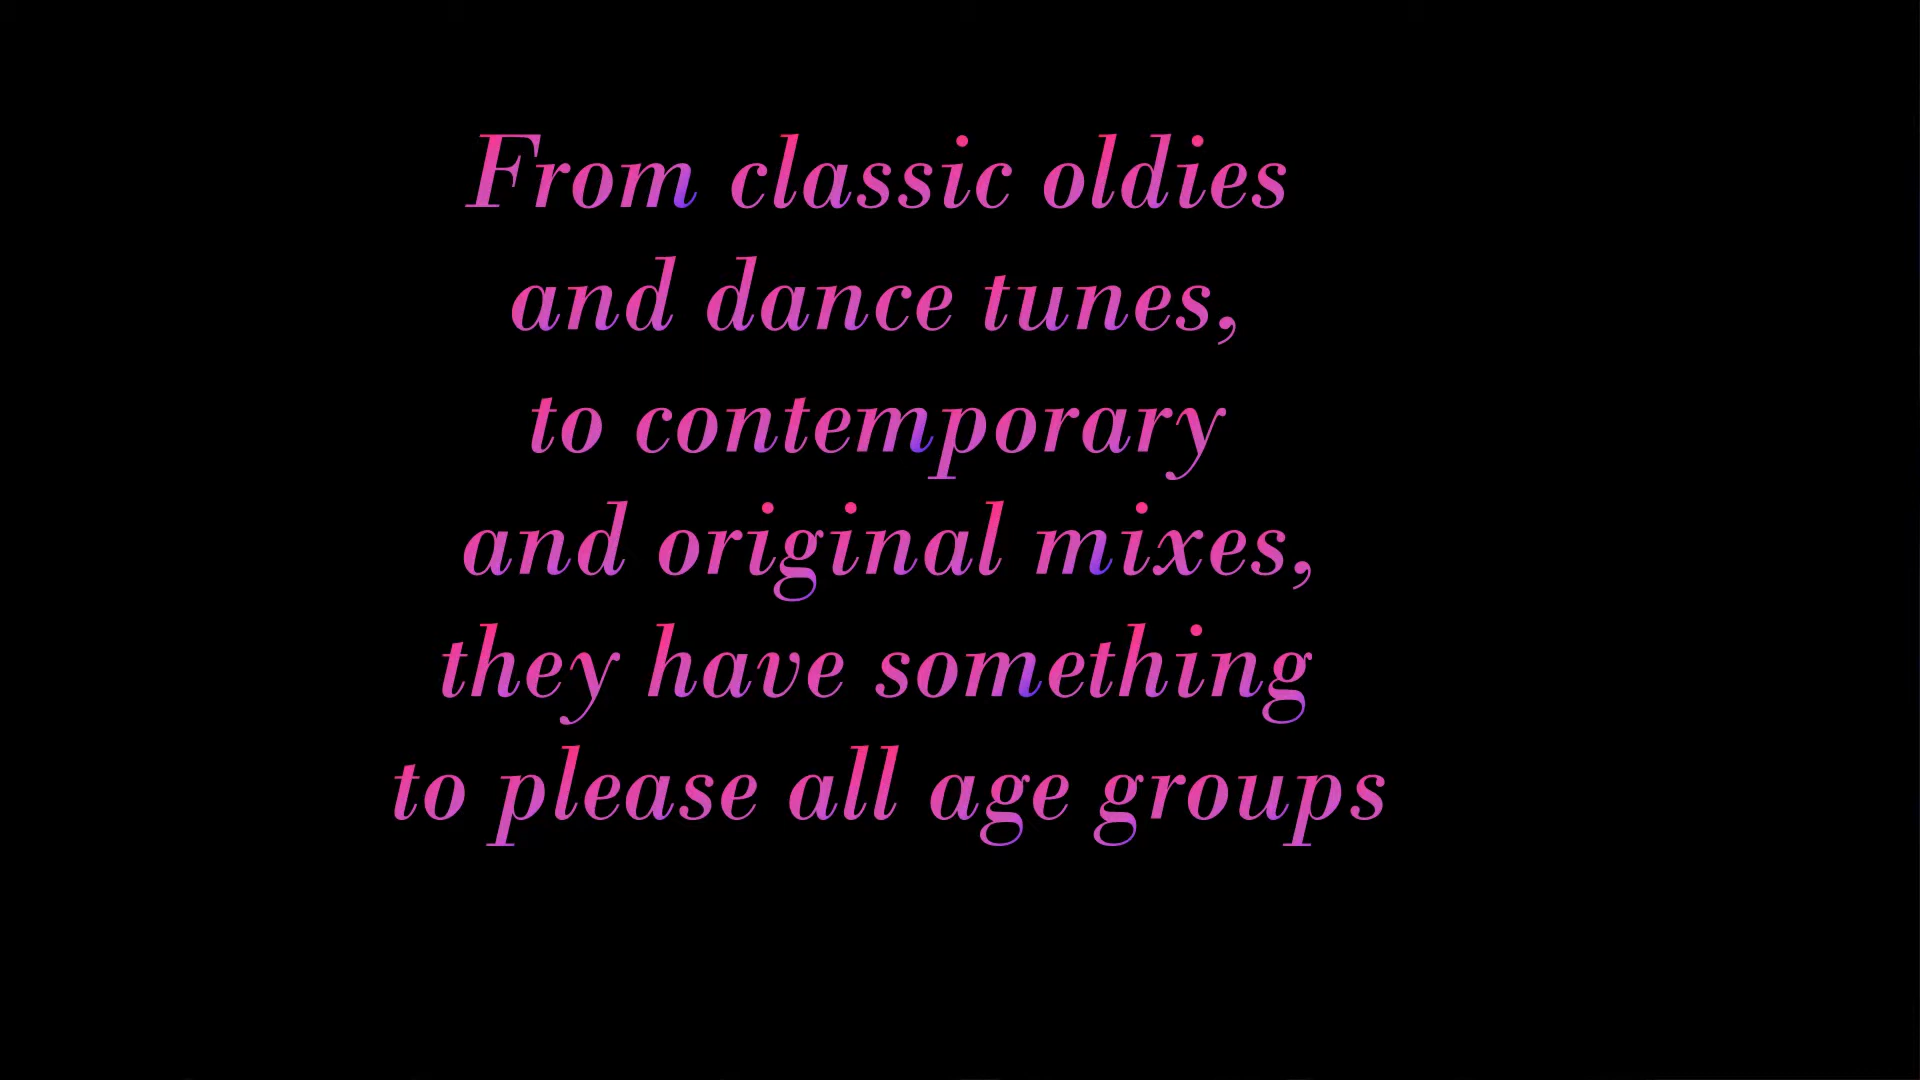 From classic oldies
and dance tunes,
to contemporary
and original mixes,
they have something
to please all age groups